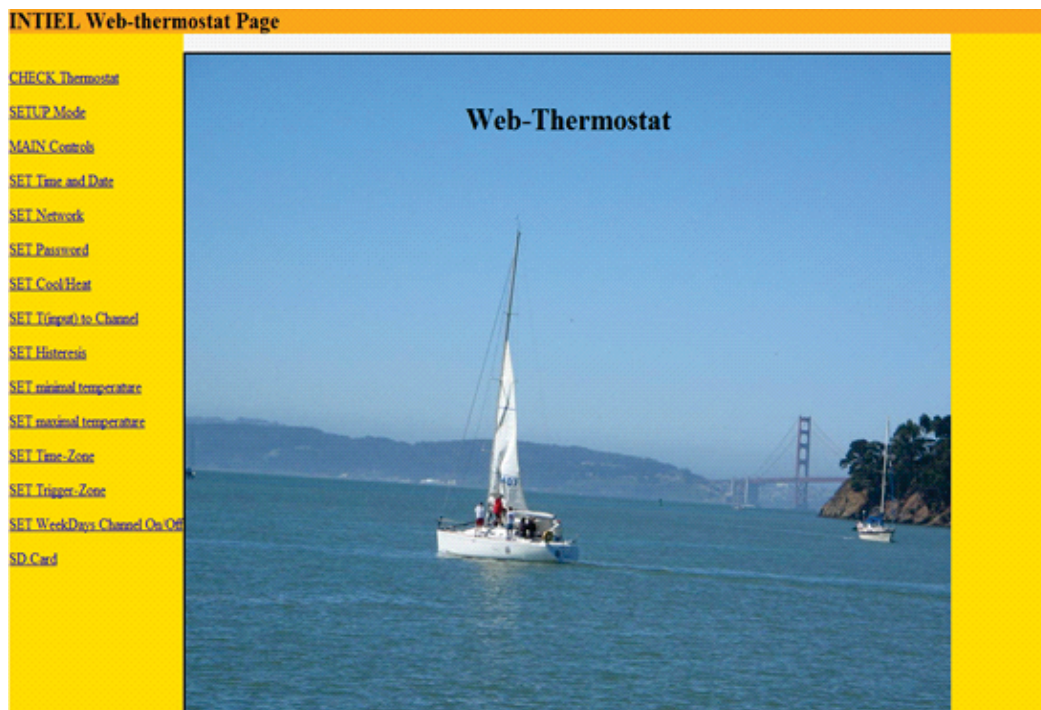 INTIEL Web-thermostat Page
CHECK Thermostat
SETUP Mode
MAIN Controls
SET Time and Date
SET Network
SET Password
SET Cool/Heat
SET T(input) to Channel
SET Histeresis
SET minimal temperature
SET maximal temperature
SET Time-Zone
SET Trigger-Zone
SET WeekDays Channel On/Off
SD Card
Web-Thermostat